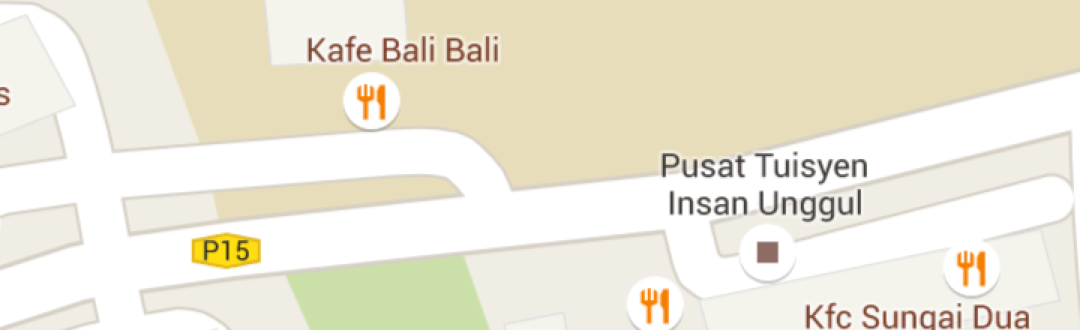 Kafe Bali Bali
s
Pusat Tuisyen
Insan Unggul
P15
Kfc Sungai Dua